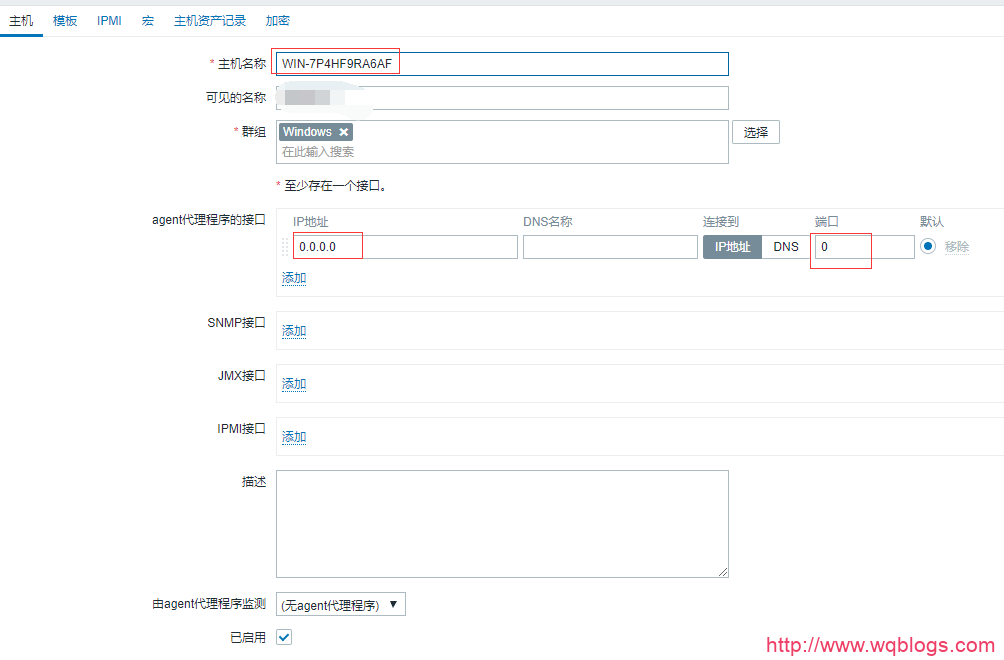 主机 模板 IPMI 宏 主机资产记录 加密
* 主机名称 WIN-7P4HF9RA6AF
可见的名称
* 群组 Windows ✖ 选择
在此输入搜索
* 至少存在一个接口。
agent代理程序的接口 IP地址 DNS名称 连接到 端口 默认
0.0.0.0 IP地址 DNS 0 移除
添加
SNMP接口 添加
JMX接口 添加
IPMI接口 添加
描述
由agent代理程序监测 (无agent代理程序) ▼
已启用
http://www.wqblogs.com